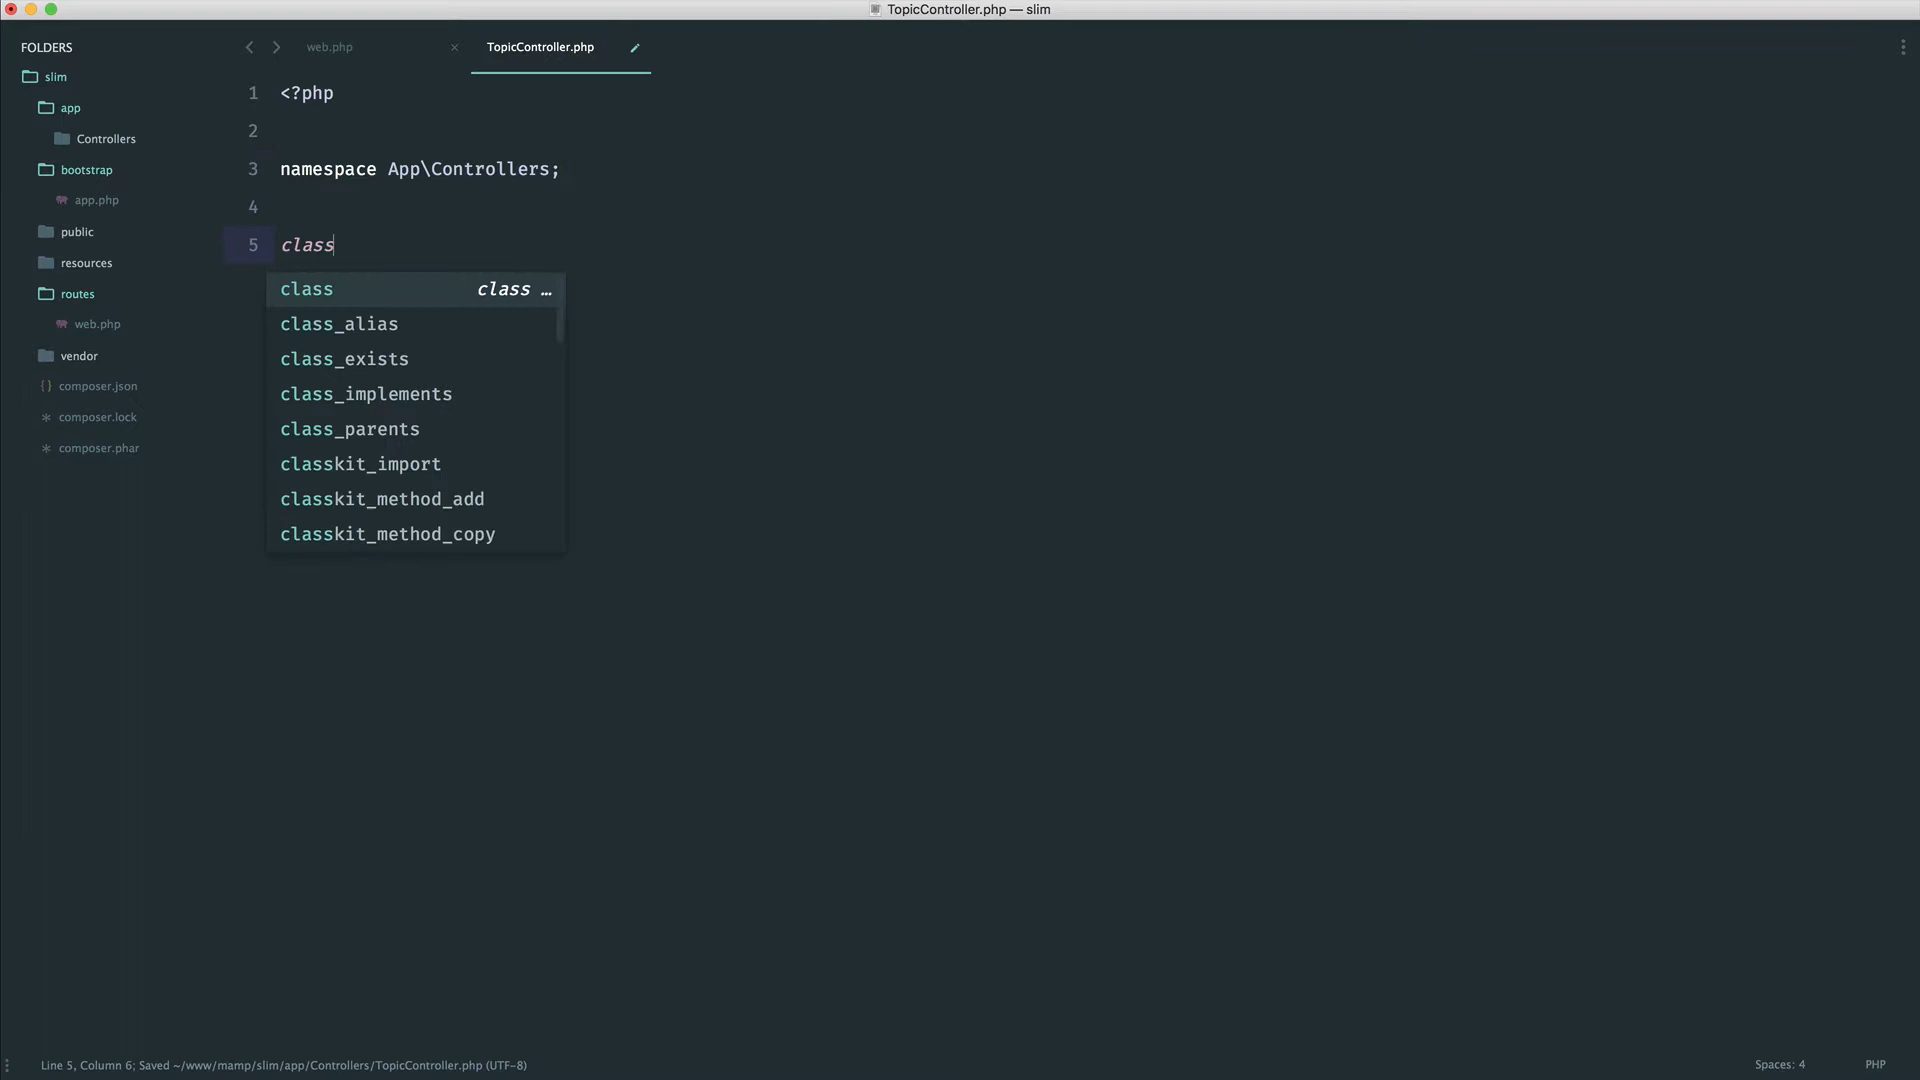 TopicController.php — slim
FOLDERS
slim
app
Controllers
bootstrap
app.php
public
resources
routes
web.php
vendor
composer.json
composer.lock
composer.phar
web.php
TopicController.php
1 <?php
2
3 namespace App\Controllers;
4
5 class
class class …
class_alias
class_exists
class_implements
class_parents
classkit_import
classkit_method_add
classkit_method_copy
Line 5, Column 6; Saved ~/www/mamp/slim/app/Controllers/TopicController.php (UTF-8)
Spaces: 4
PHP